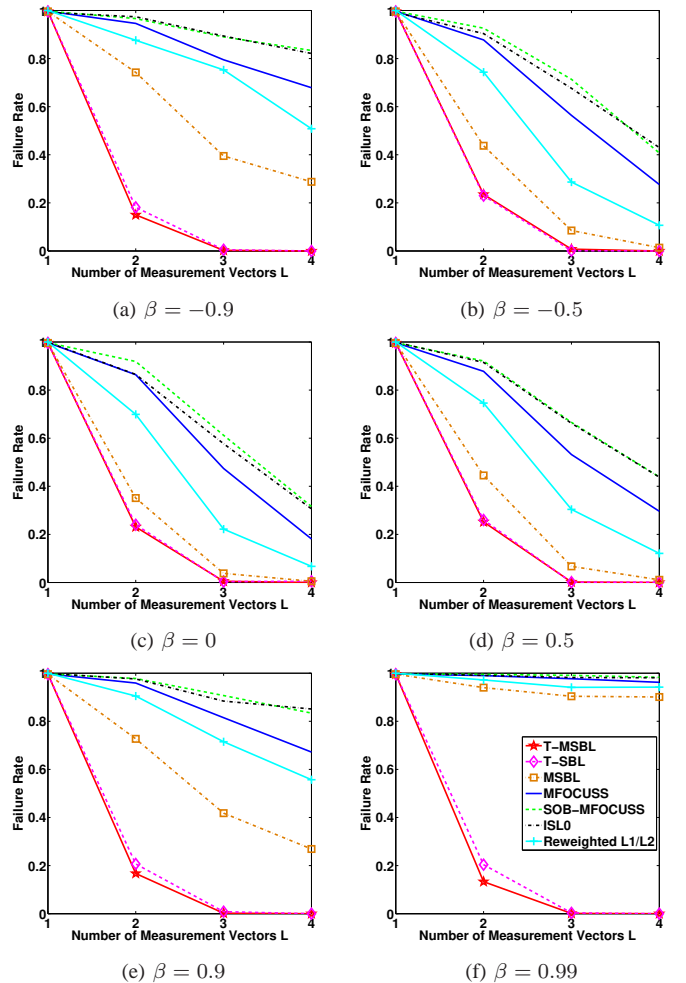 1
0.8
0.6
0.4
0.2
0
Failure Rate
1 2 3 4
Number of Measurement Vectors L
(a) β = −0.9
1
0.8
0.6
0.4
0.2
0
Failure Rate
1 2 3 4
Number of Measurement Vectors L
(b) β = −0.5
1
0.8
0.6
0.4
0.2
0
Failure Rate
1 2 3 4
Number of Measurement Vectors L
(c) β = 0
1
0.8
0.6
0.4
0.2
0
Failure Rate
1 2 3 4
Number of Measurement Vectors L
(d) β = 0.5
1
0.8
0.6
0.4
0.2
0
Failure Rate
1 2 3 4
Number of Measurement Vectors L
(e) β = 0.9
1
0.8
0.6
0.4
0.2
0
Failure Rate
T−MSBL
T−SBL
MSBL
MFOCUSS
SOB−MFOCUSS
ISL0
Reweighted L1/L2
1 2 3 4
Number of Measurement Vectors L
(f) β = 0.99